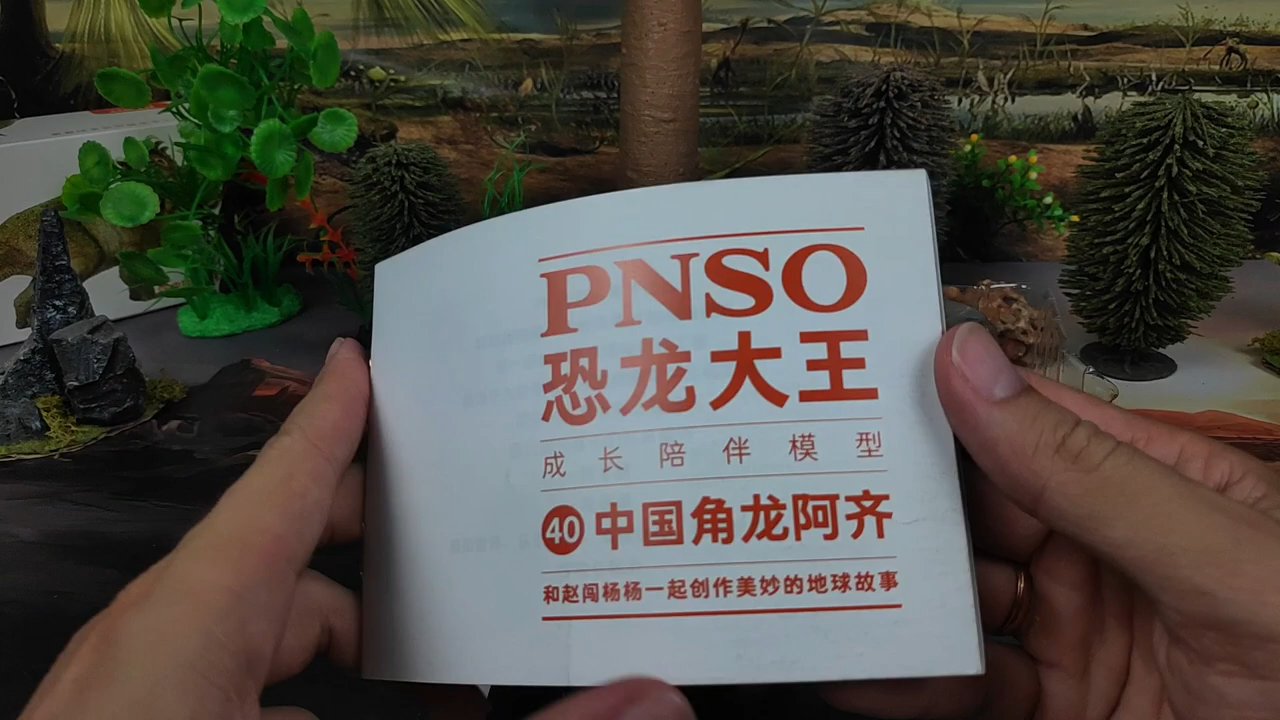 PNSO
恐龙大王
成长陪伴模型
40 中国角龙阿齐
和赵闯杨杨一起创作美妙的地球故事